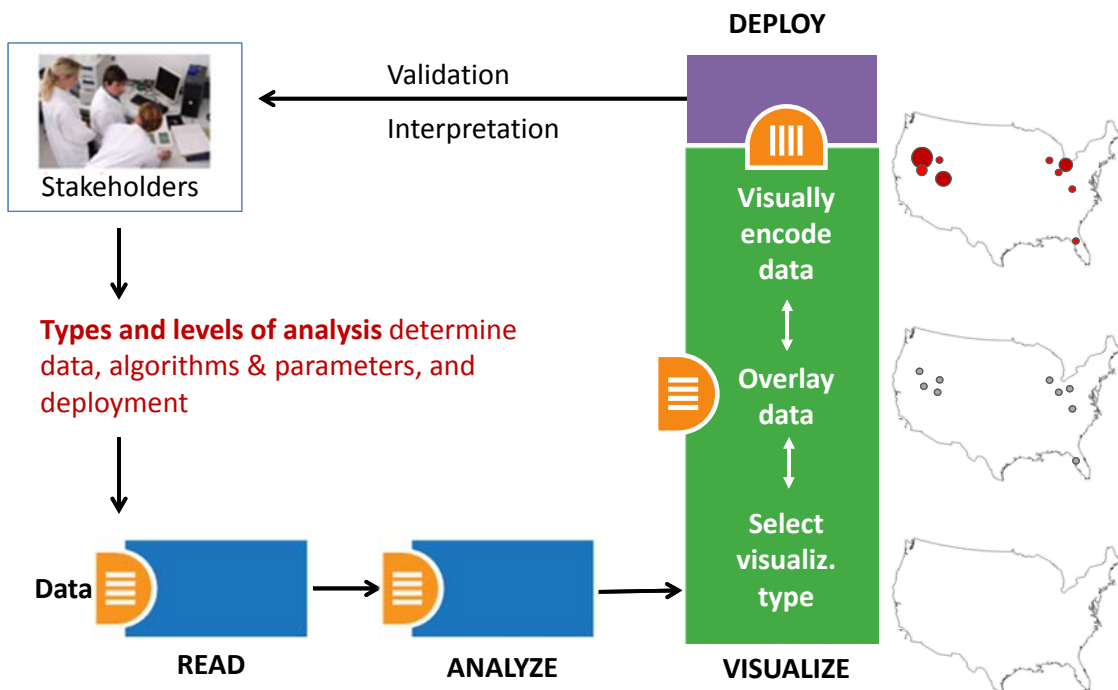 DEPLOY
Validation
Interpretation
Stakeholders
Visually
encode
data
Types and levels of analysis determine
data, algorithms & parameters, and
deployment
Overlay
data
Select
visualiz.
type
Data
READ
ANALYZE
VISUALIZE